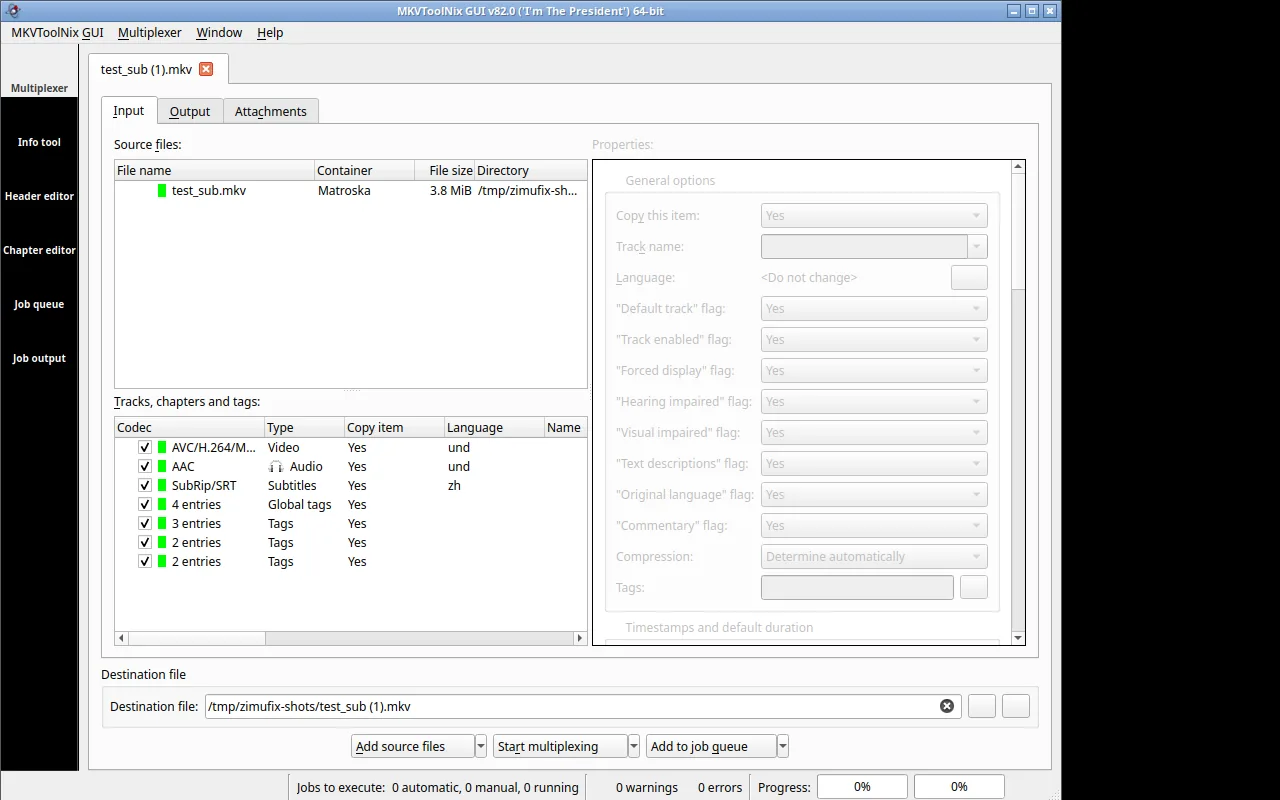 MKVToolNix GUI v82.0 ('I'm The President') 64-bit
MKVToolNix GUI Multiplexer Window Help
test_sub (1).mkv
Multiplexer
Info tool
Header editor
Chapter editor
Job queue
Job output
Input Output Attachments
Source files:
File name Container File size Directory
test_sub.mkv Matroska 3.8 MiB /tmp/zimufix-sh...
Tracks, chapters and tags:
Codec Type Copy item Language Name
AVC/H.264/M... Video Yes und
AAC Audio Yes und
SubRip/SRT Subtitles Yes zh
4 entries Global tags Yes
3 entries Tags Yes
2 entries Tags Yes
2 entries Tags Yes
Properties:
General options
Copy this item: Yes
Track name:
Language: <Do not change>
"Default track" flag: Yes
"Track enabled" flag: Yes
"Forced display" flag: Yes
"Hearing impaired" flag: Yes
"Visual impaired" flag: Yes
"Text descriptions" flag: Yes
"Original language" flag: Yes
"Commentary" flag: Yes
Compression: Determine automatically
Tags:
Timestamps and default duration
Destination file
Destination file: /tmp/zimufix-shots/test_sub (1).mkv
Add source files Start multiplexing Add to job queue
Jobs to execute: 0 automatic, 0 manual, 0 running 0 warnings 0 errors Progress: 0% 0%